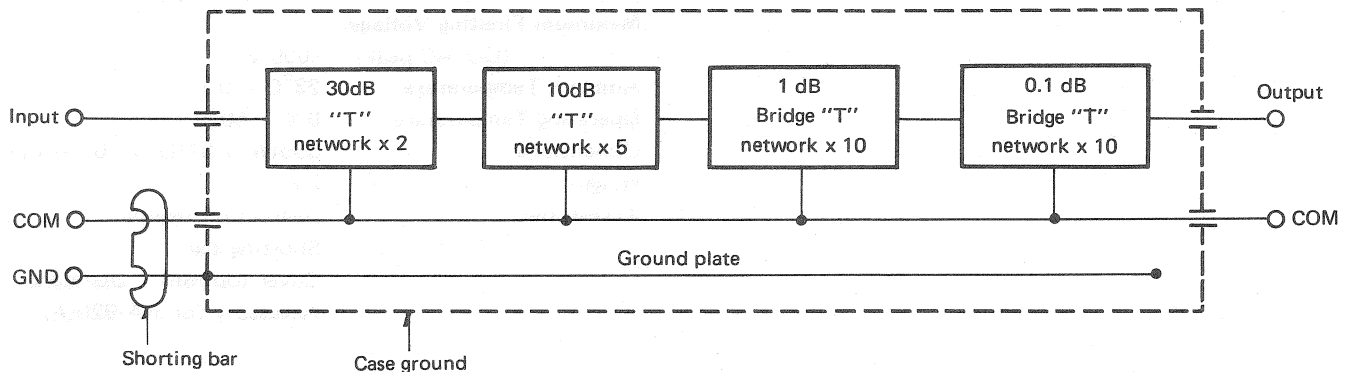 30dB
"T"
network x 2
10dB
"T"
network x 5
1 dB
Bridge "T"
network x 10
0.1 dB
Bridge "T"
network x 10
Input
Output
COM
COM
GND
Ground plate
Shorting bar
Case ground